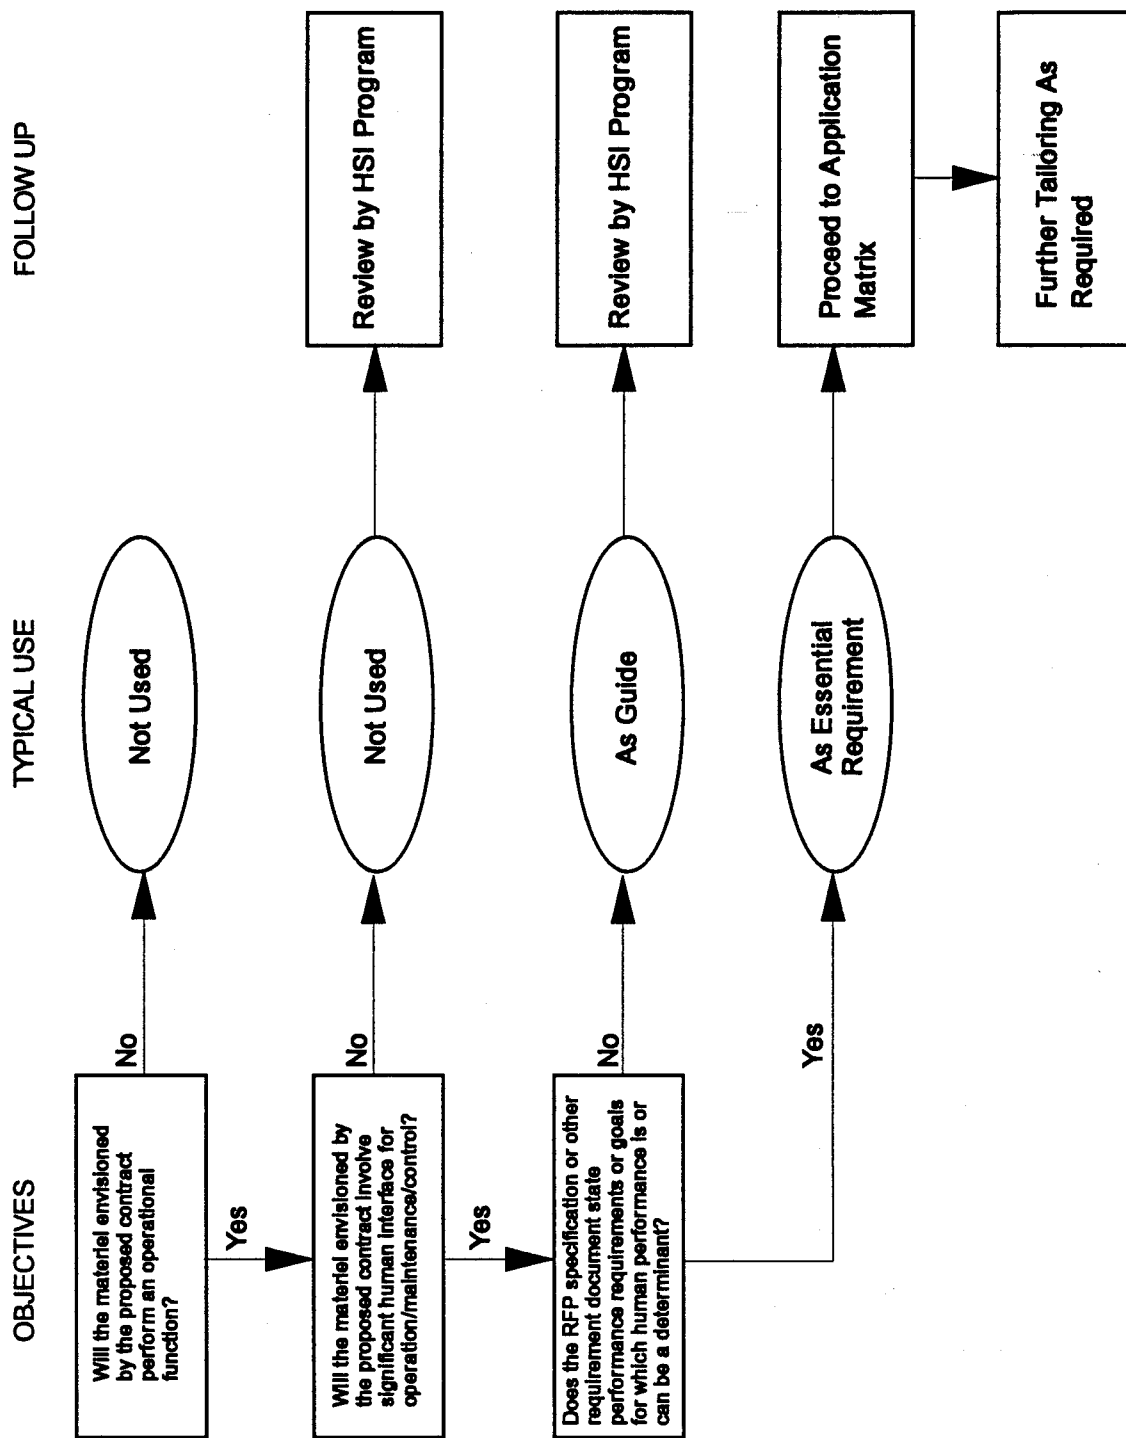 OBJECTIVES
TYPICAL USE
FOLLOW UP
Will the materiel envisioned
by the proposed contract
perform an operational
function?
No
Not Used
Yes
Will the materiel envisioned by
the proposed contract involve
significant human interface for
operation/maintenance/control?
No
Not Used
Review by HSI Program
Yes
Does the RFP specification or other
requirement document state
performance requirements or goals
for which human performance is or
can be a determinant?
No
As Guide
Review by HSI Program
Yes
As Essential
Requirement
Proceed to Application
Matrix
Further Tailoring As
Required